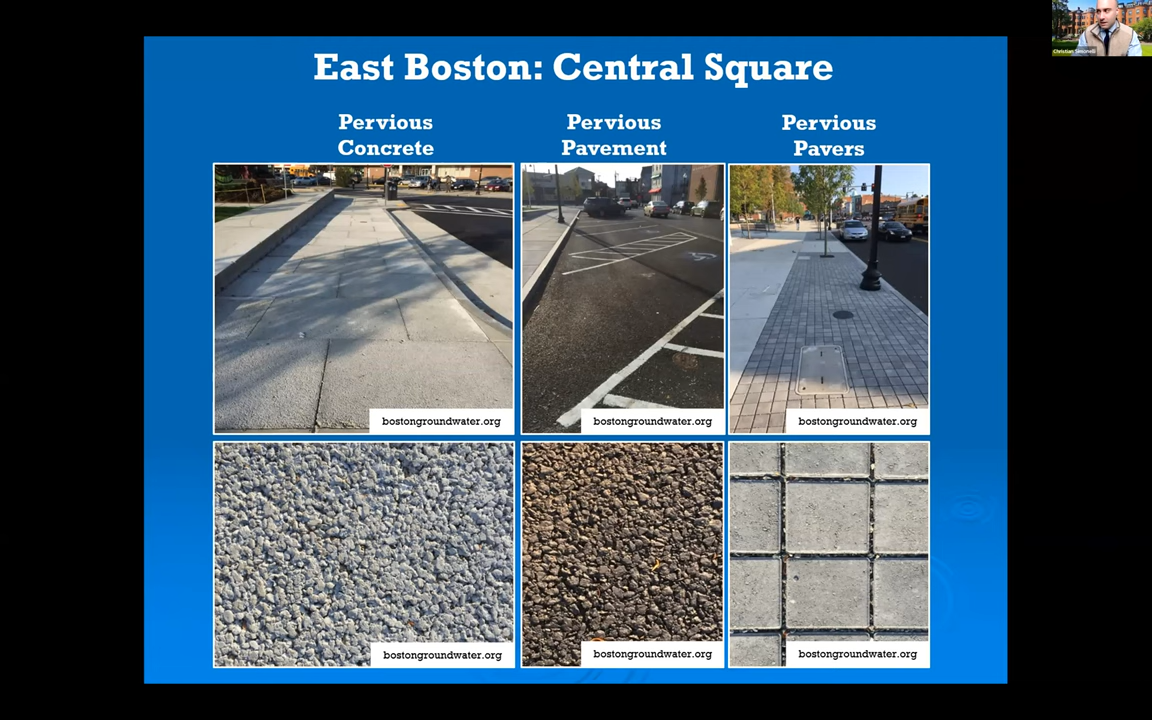 Christian Simonelli
East Boston: Central Square
Pervious
Concrete
Pervious
Pavement
Pervious
Pavers
bostongroundwater.org
bostongroundwater.org
bostongroundwater.org
bostongroundwater.org
bostongroundwater.org
bostongroundwater.org